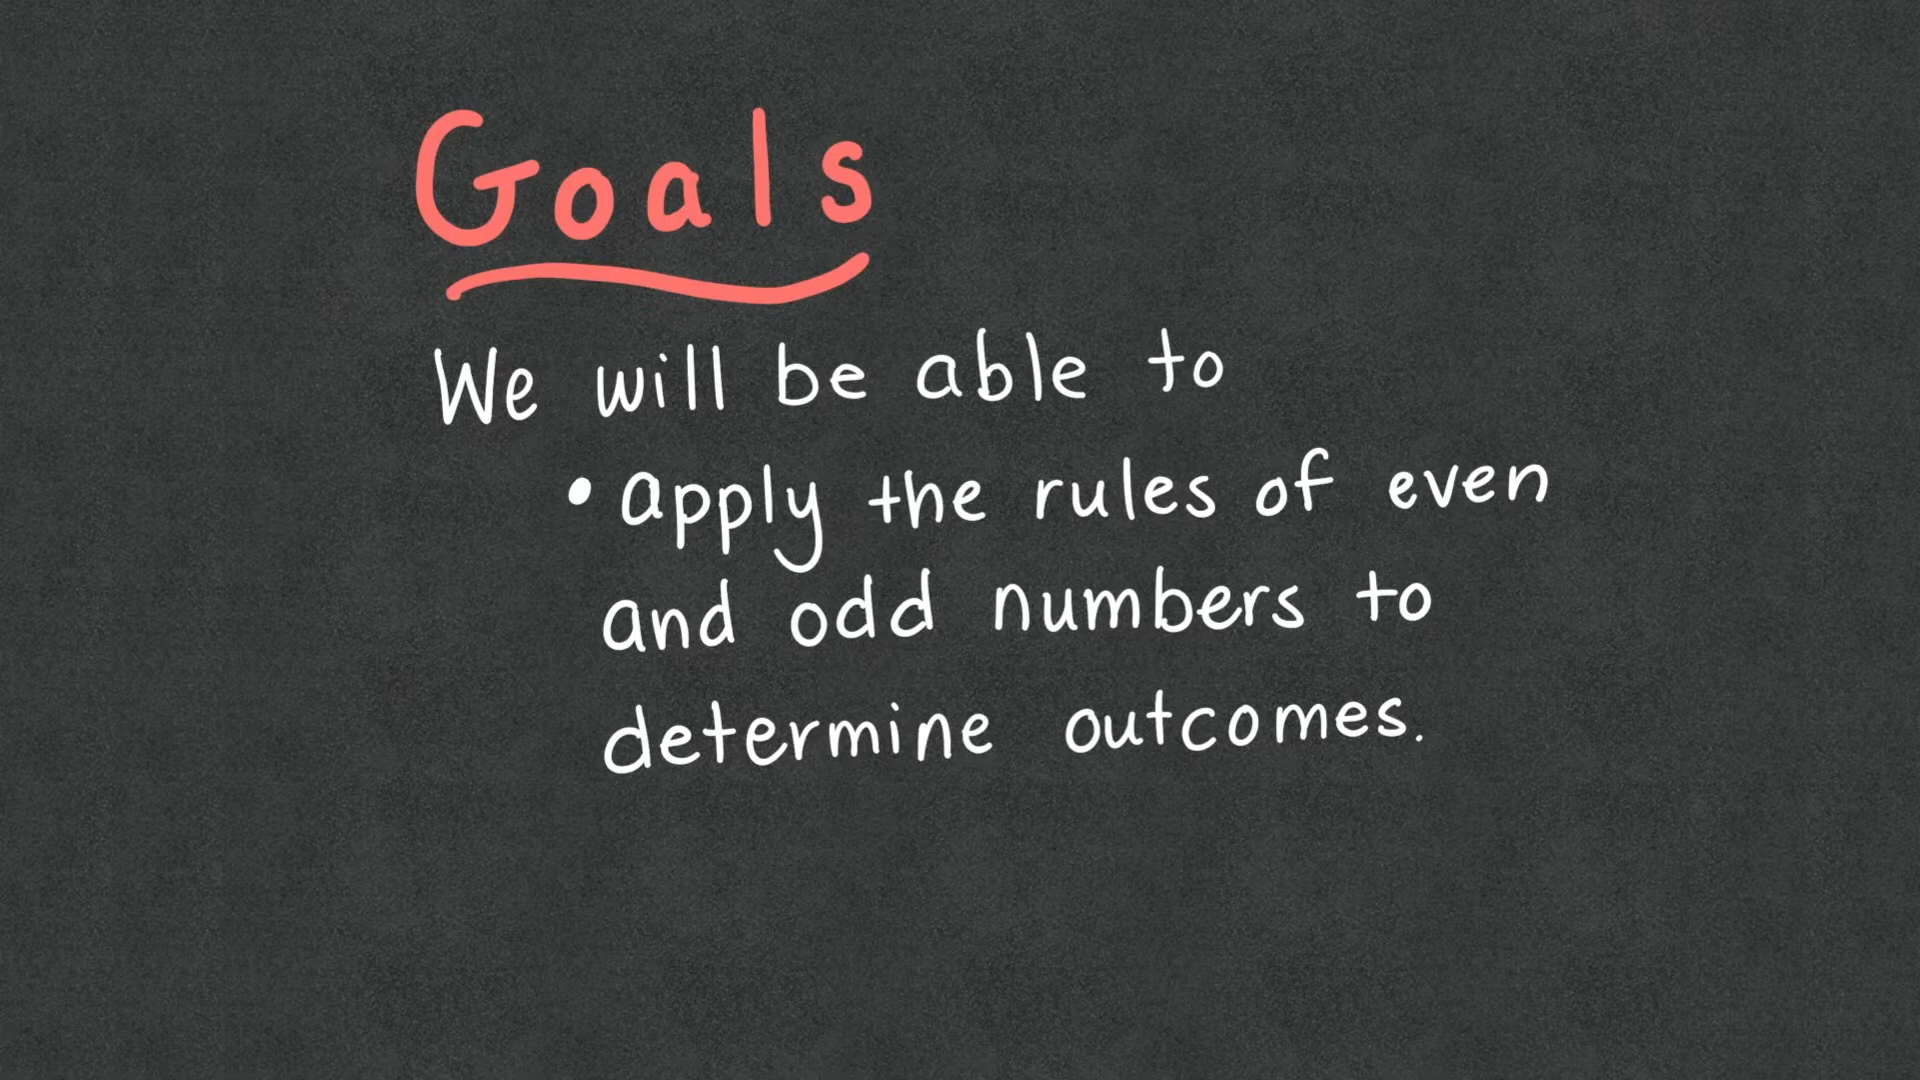 Goals
We will be able to
• apply the rules of even
and odd numbers to
determine outcomes.